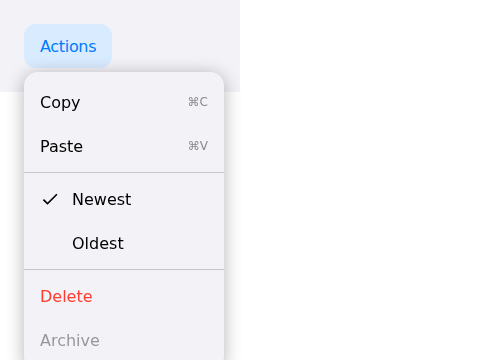 Actions
Copy ⌘C
Paste ⌘V
Newest
Oldest
Delete
Archive